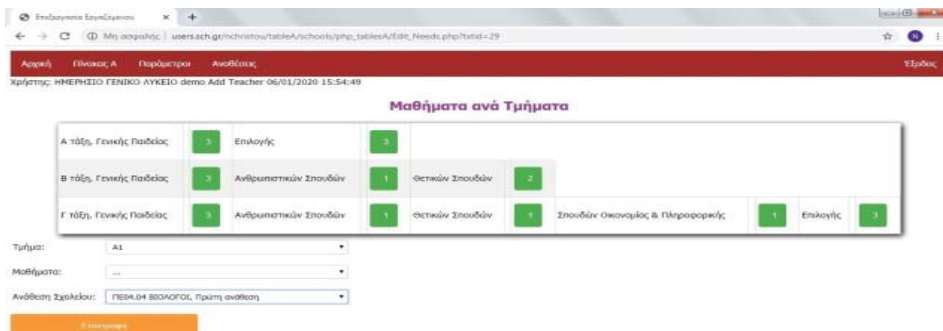 Επεξεργασία Εργαζομένου
Μη ασφαλής | users.sch.gr/nchristou/tableA/schools/php_tablesA/Edit_Needs.php?txtid=29
N
Αρχική Πίνακας Α Παράμετροι Αναθέσεις Έξοδος
Χρήστης: ΗΜΕΡΗΣΙΟ ΓΕΝΙΚΟ ΛΥΚΕΙΟ demo Add Teacher 06/01/2020 15:54:49
Μαθήματα ανά Τμήματα
Α τάξη, Γενικής Παιδείας 3 Επιλογής 3
Β τάξη, Γενικής Παιδείας 3 Ανθρωπιστικών Σπουδών 1 Θετικών Σπουδών 2
Γ τάξη, Γενικής Παιδείας 3 Ανθρωπιστικών Σπουδών 1 Θετικών Σπουδών 1 Σπουδών Οικονομίας & Πληροφορικής 1 Επιλογής 3
Τμήμα: Α1
Μαθήματα: ...
Ανάθεση Σχολείου: ΠΕ04.04 ΒΙΟΛΟΓΟΙ, Πρώτη ανάθεση
Επιστροφή